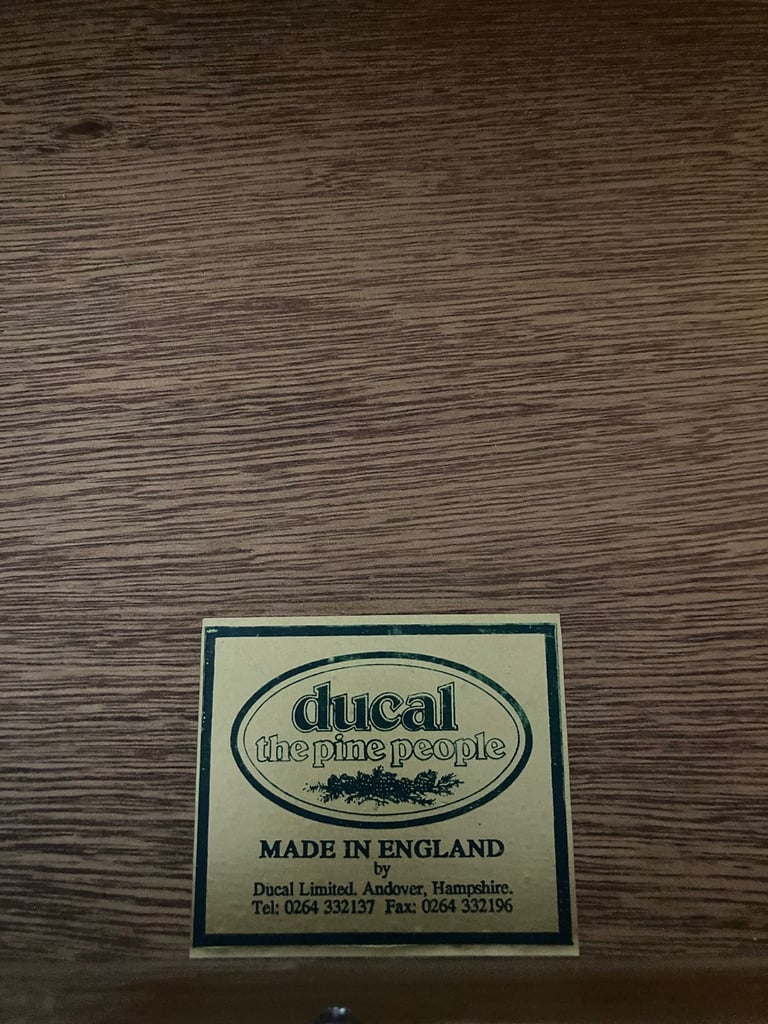 ducal
the pine people
MADE IN ENGLAND
by
Ducal Limited. Andover, Hampshire.
Tel: 0264 332137 Fax: 0264 332196